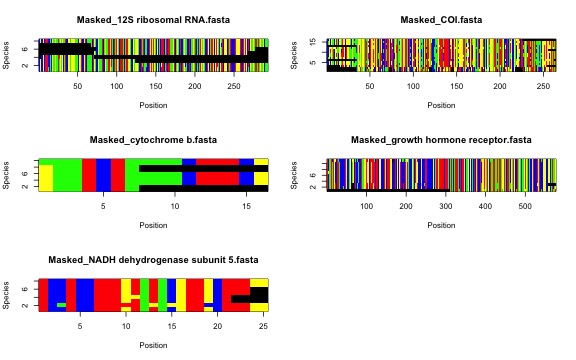 Masked_12S ribosomal RNA.fasta
Species
2 6
50 100 150 200 250
Position
Masked_COI.fasta
Species
5 15
50 100 150 200 250
Position
Masked_cytochrome b.fasta
Species
2 6
5 10 15
Position
Masked_growth hormone receptor.fasta
Species
2 6
100 200 300 400 500
Position
Masked_NADH dehydrogenase subunit 5.fasta
Species
2 6
5 10 15 20 25
Position